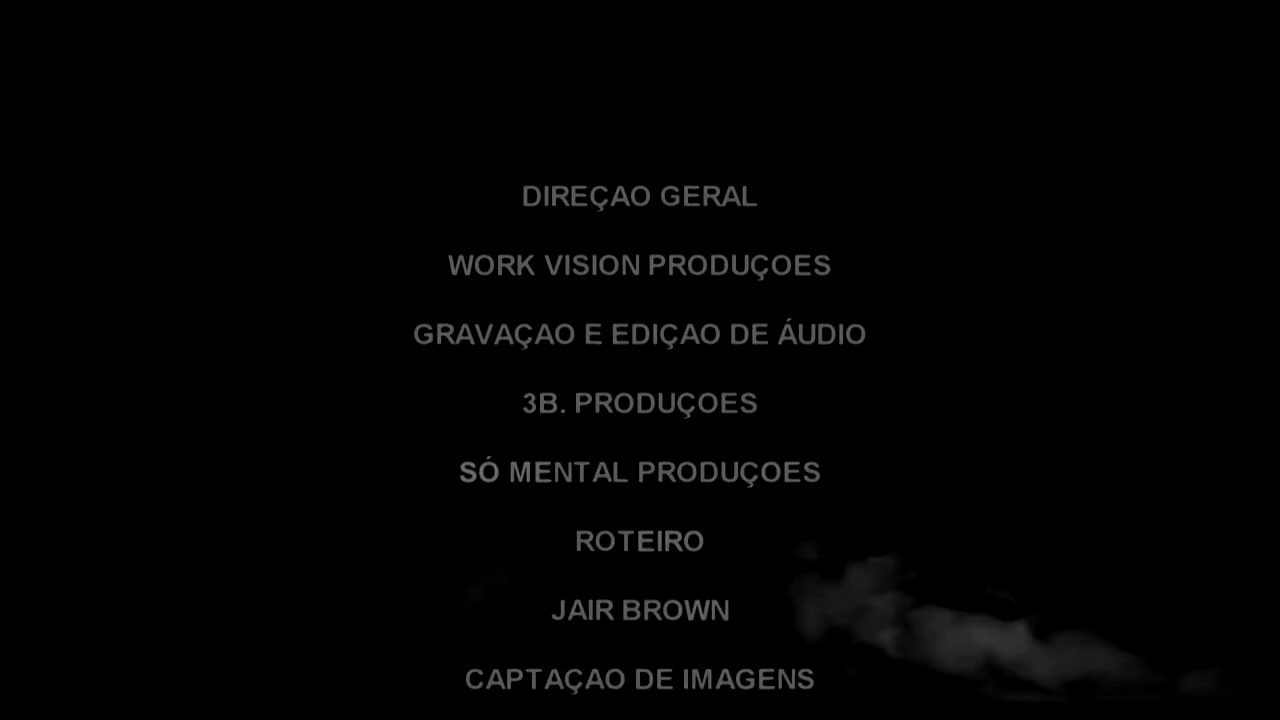 DIREÇAO GERAL
WORK VISION PRODUÇOES
GRAVAÇAO E EDIÇAO DE ÁUDIO
3B. PRODUÇOES
SÓ MENTAL PRODUÇOES
ROTEIRO
JAIR BROWN
CAPTAÇAO DE IMAGENS